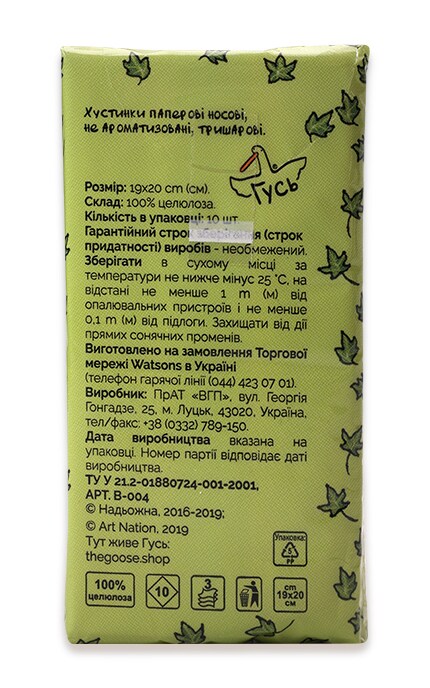 Хустинки паперові носові,
не ароматизовані, тришарові.
Гусь
Розмір: 19х20 cm (см).
Склад: 100% целюлоза.
Кількість в упаковці: 10 шт.
Гарантійний строк зберігання (строк
придатності) виробів - необмежений.
Зберігати в сухому місці за
температури не нижче мінус 25 °C, на
відстані не менше 1 m (м) від
опалювальних пристроїв і не менше
0,1 m (м) від підлоги. Захищати від дії
прямих сонячних променів.
Виготовлено на замовлення Торгової
мережі Watsons в Україні
(телефон гарячої лінії (044) 423 07 01).
Виробник: ПрАТ «ВГП», вул. Георгія
Гонгадзе, 25, м. Луцьк, 43020, Україна,
тел/факс: +38 (0332) 789-150.
Дата виробництва вказана на
упаковці. Номер партії відповідає даті
виробництва.
ТУ У 21.2-01880724-001-2001,
АРТ. В-004
© Надьожна, 2016-2019;
© Art Nation, 2019
Тут живе Гусь:
thegoose.shop
Упаковка:
5
PP
100%
целюлоза
10
3
cm
19х20
см